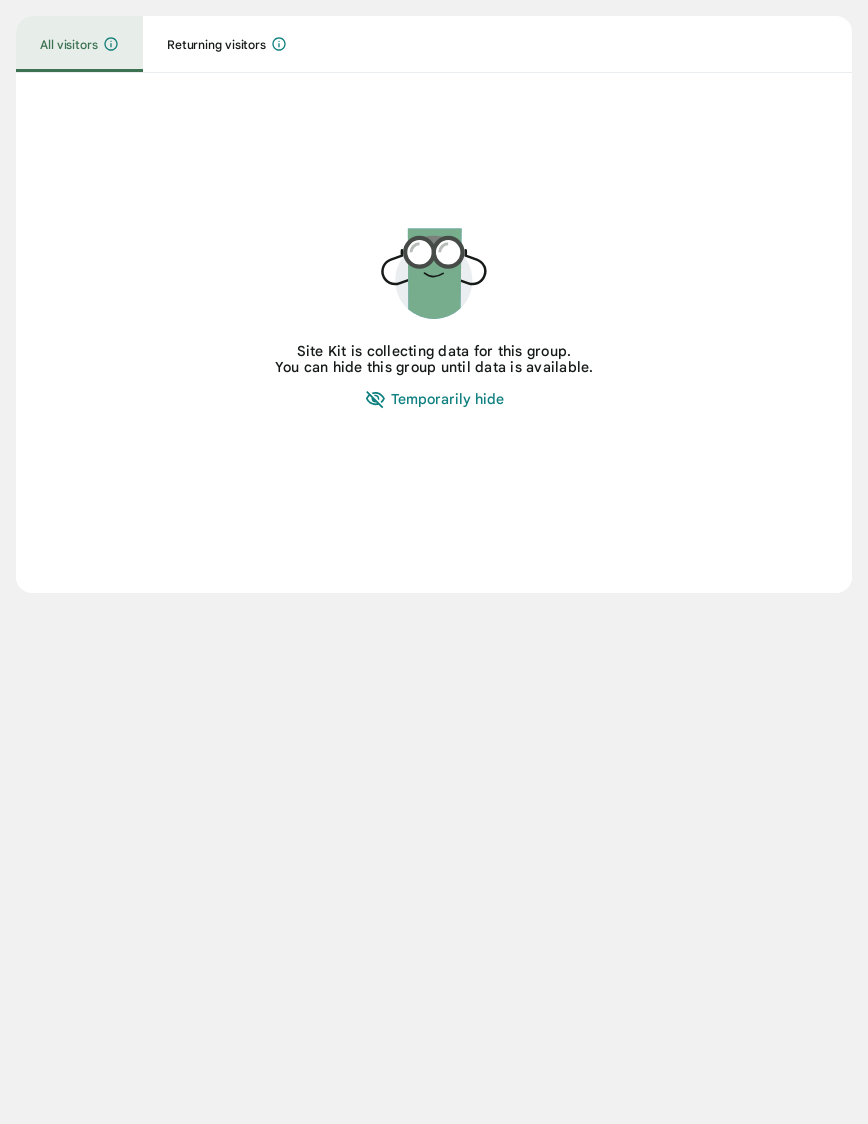 All visitors
Returning visitors
Site Kit is collecting data for this group.
You can hide this group until data is available.
Temporarily hide